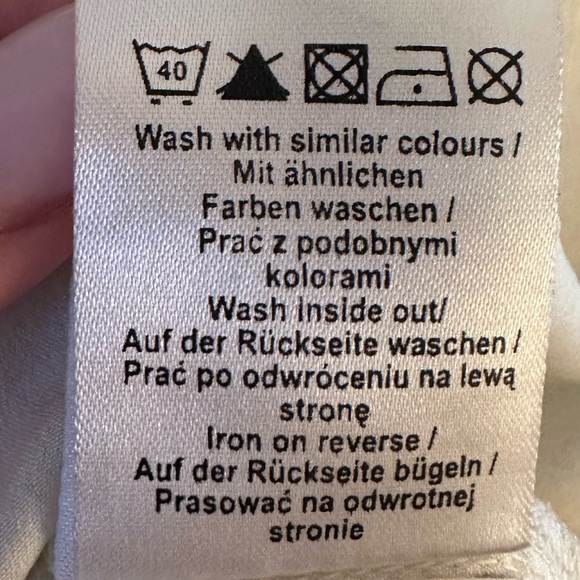 40
Wash with similar colours /
Mit ähnlichen
Farben waschen /
Prać z podobnymi
kolorami
Wash inside out/
Auf der Rückseite waschen /
Prać po odwróceniu na lewą
stronę
Iron on reverse /
Auf der Rückseite bügeln /
Prasować na odwrotnej
stronie